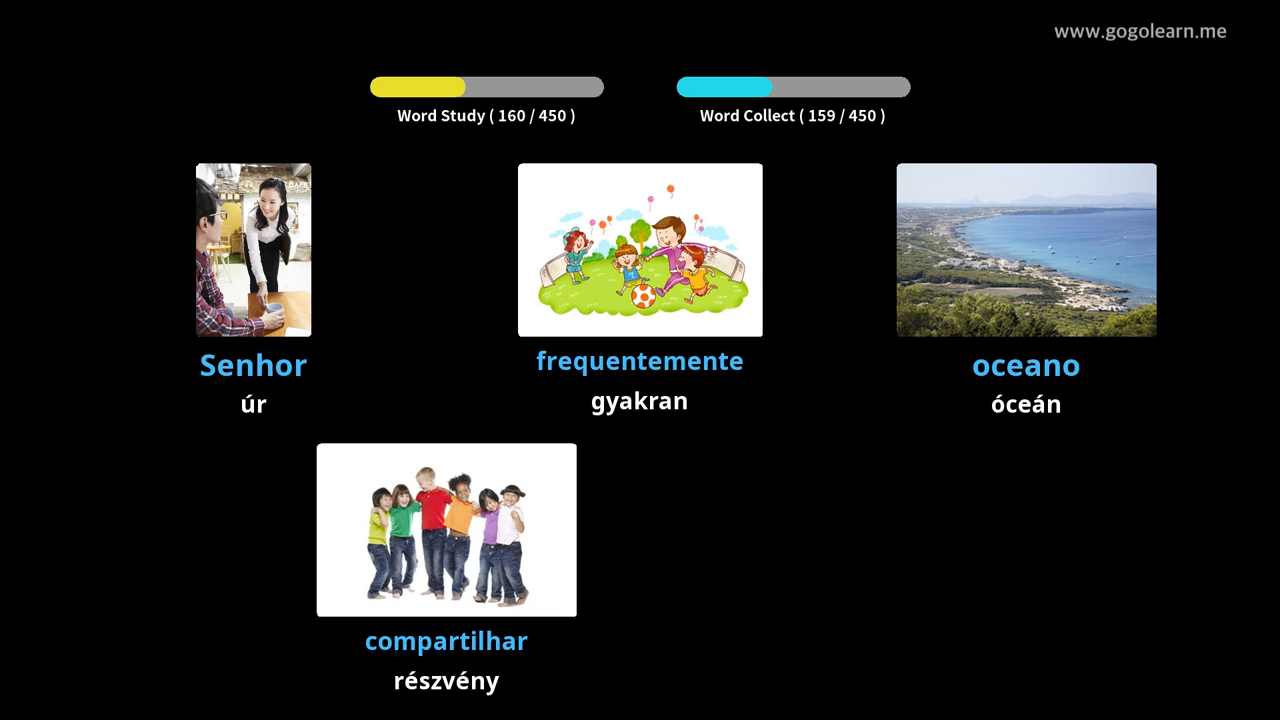 www.gogolearn.me
Word Study ( 160 / 450 )
Word Collect ( 159 / 450 )
Senhor
úr
frequentemente
gyakran
oceano
óceán
compartilhar
részvény